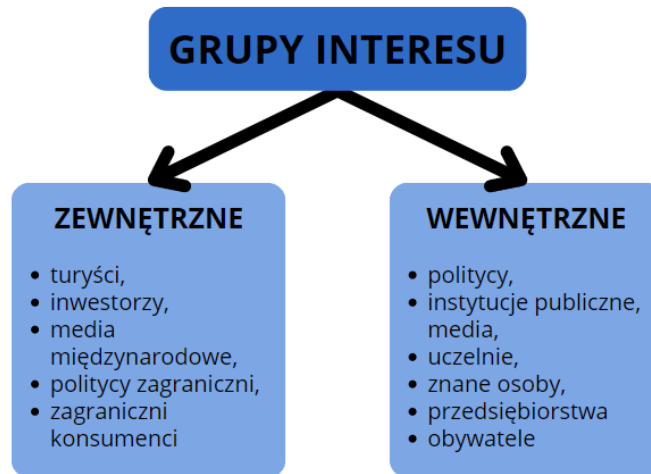 GRUPY INTERESU
ZEWNĘTRZNE
• turyści,
• inwestorzy,
• media
międzynarodowe,
• politycy zagraniczni,
• zagraniczni
konsumenci
WEWNĘTRZNE
• politycy,
• instytucje publiczne,
media,
• uczelnie,
• znane osoby,
• przedsiębiorstwa
• obywatele